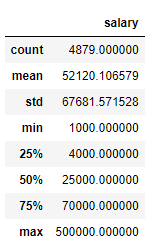 salary
count 4879.000000
mean 52120.106579
std 67681.571528
min 1000.000000
25% 4000.000000
50% 25000.000000
75% 70000.000000
max 500000.000000